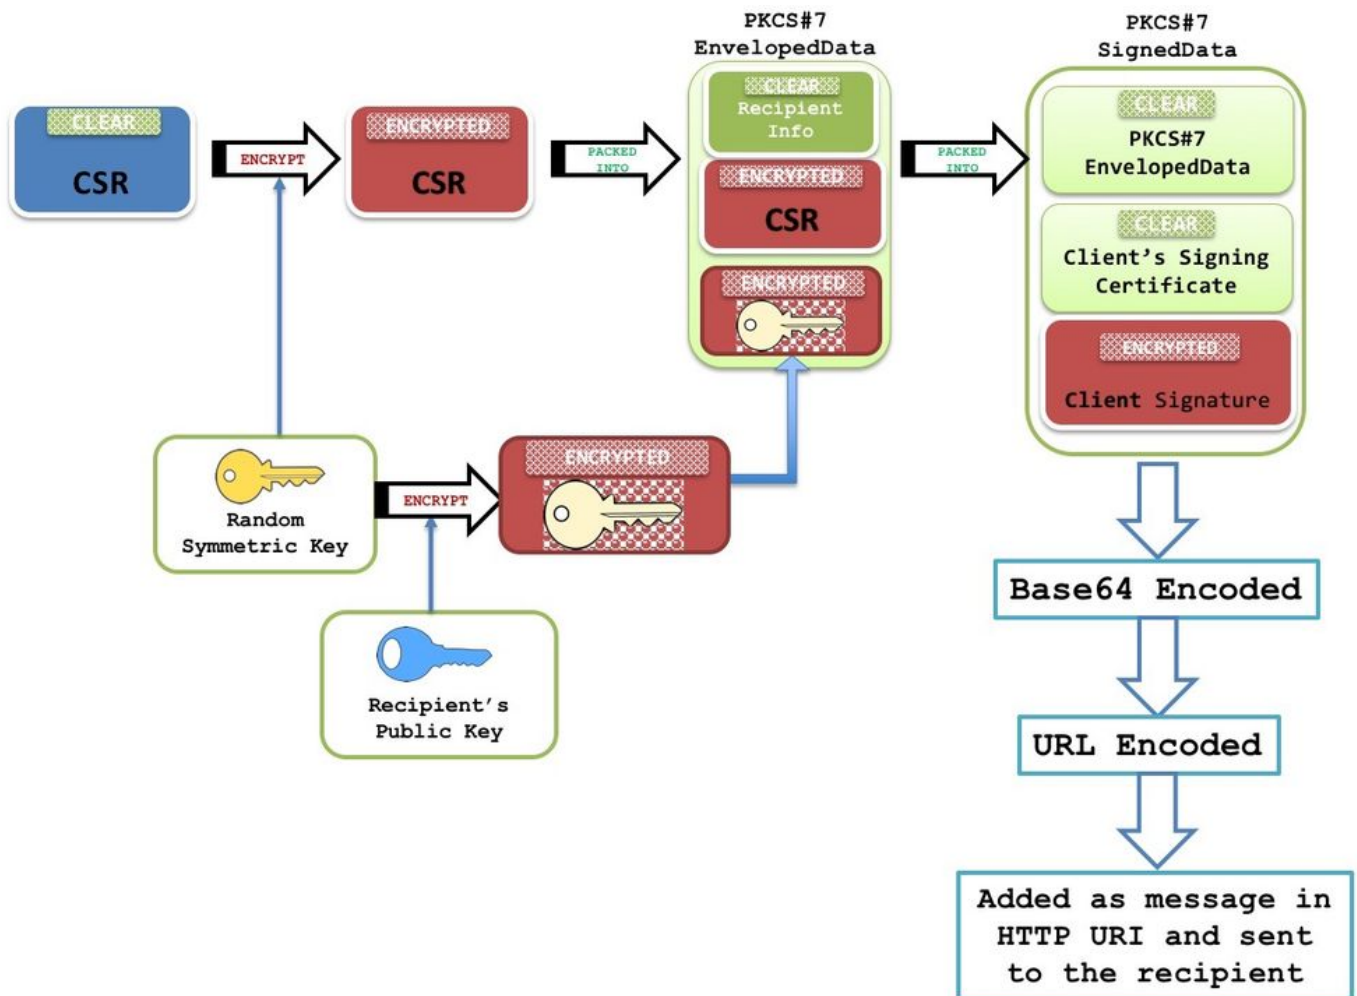 PKCS#7
EnvelopedData
PKCS#7
SignedData
CLEAR
CSR
ENCRYPT
ENCRYPTED
CSR
PACKED
INTO
CLEAR
Recipient
Info
ENCRYPTED
CSR
ENCRYPTED
PACKED
INTO
CLEAR
PKCS#7
EnvelopedData
CLEAR
Client's Signing
Certificate
ENCRYPTED
Client Signature
Random
Symmetric Key
ENCRYPT
ENCRYPTED
Recipient's
Public Key
Base64 Encoded
URL Encoded
Added as message in
HTTP URI and sent
to the recipient